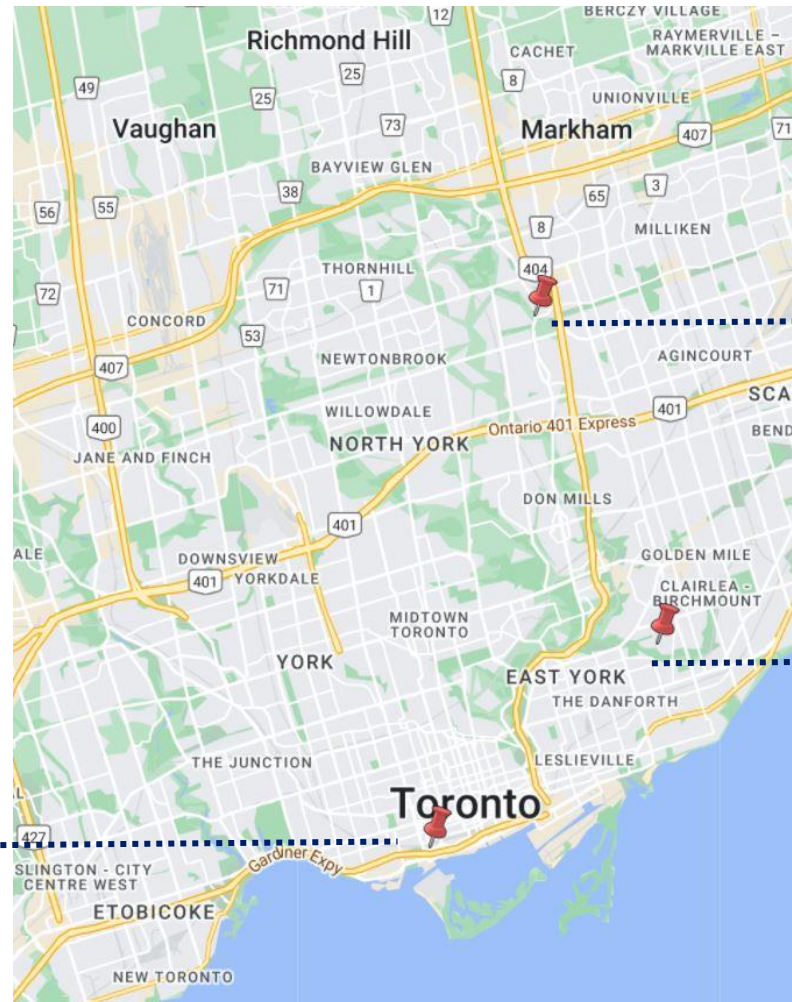 12
BERCZY VILLAGE
Richmond Hill
RAYMERVILLE -
MARKVILLE EAST
CACHET
25
8
49
25
UNIONVILLE
Vaughan
73
Markham
407
71
BAYVIEW GLEN
38
65
3
56
55
8
MILLIKEN
THORNHILL
404
72
71
1
CONCORD
53
NEWTONBROOK
AGINCOURT
407
SCA
WILLOWDALE
401
400
NORTH YORK
Ontario 401 Express
BEND
JANE AND FINCH
DON MILLS
401
ALE
DOWNSVIEW
GOLDEN MILE
401
YORKDALE
CLAIRLEA -
BIRCHMOUNT
MIDTOWN
TORONTO
YORK
EAST YORK
THE DANFORTH
THE JUNCTION
LESLIEVILLE
AL
Toronto
427
SLINGTON - CITY
CENTRE WEST
Gardiner Expy
ETOBICOKE
NEW TORONTO